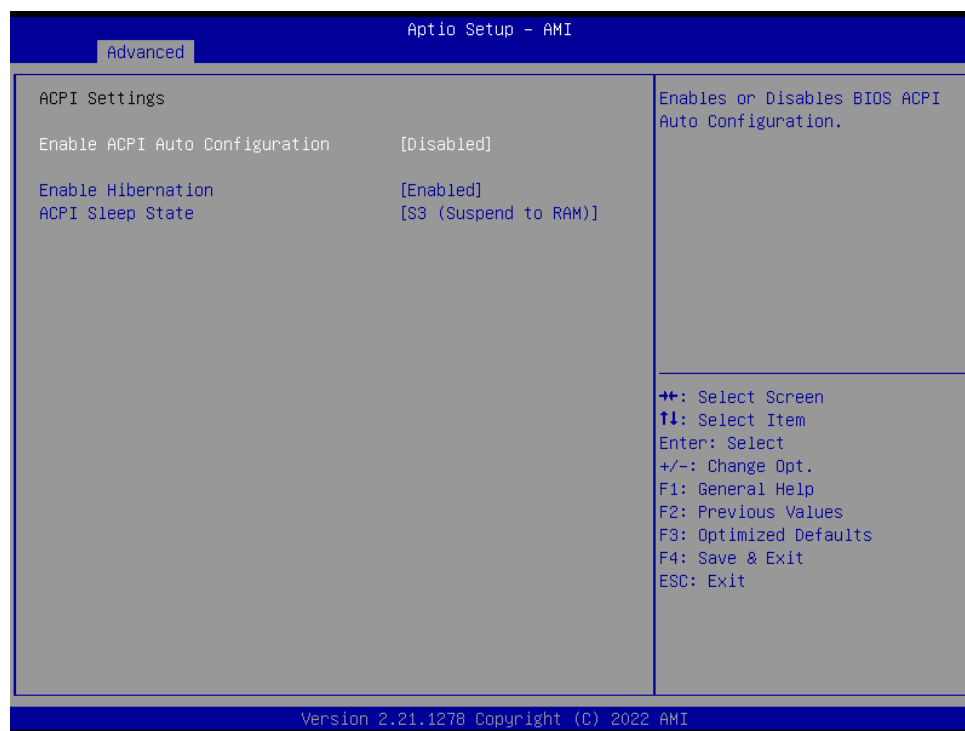 Aptio Setup – AMI
Advanced
ACPI Settings
Enable ACPI Auto Configuration [Disabled]
Enable Hibernation [Enabled]
ACPI Sleep State [S3 (Suspend to RAM)]
Enables or Disables BIOS ACPI
Auto Configuration.
→←: Select Screen
↑↓: Select Item
Enter: Select
+/-: Change Opt.
F1: General Help
F2: Previous Values
F3: Optimized Defaults
F4: Save & Exit
ESC: Exit
Version 2.21.1278 Copyright (C) 2022 AMI